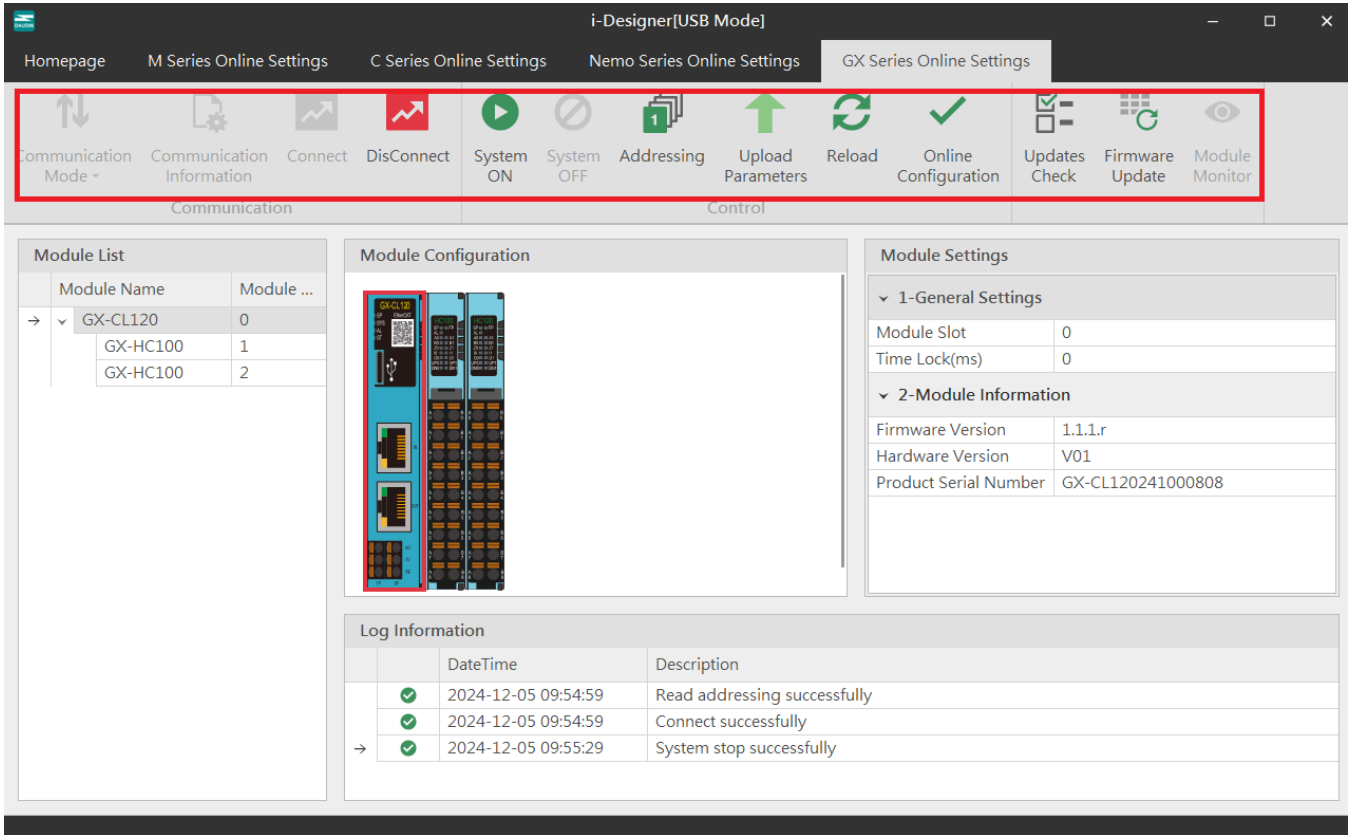 DAUDIN
i-Designer[USB Mode]
Homepage M Series Online Settings C Series Online Settings Nemo Series Online Settings GX Series Online Settings
Communication Mode
Communication Information
Connect
DisConnect
System ON
System OFF
Addressing
Upload Parameters
Reload
Online Configuration
Updates Check
Firmware Update
Module Monitor
1
Communication
Control
Module List
Module Name Module ...
GX-CL120 0
GX-HC100 1
GX-HC100 2
Module Configuration
GX-CL120
EtherCAT
HC100
HC100
Module Settings
1-General Settings
Module Slot 0
Time Lock(ms) 0
2-Module Information
Firmware Version 1.1.1.r
Hardware Version V01
Product Serial Number GX-CL120241000808
Log Information
DateTime Description
2024-12-05 09:54:59 Read addressing successfully
2024-12-05 09:54:59 Connect successfully
2024-12-05 09:55:29 System stop successfully